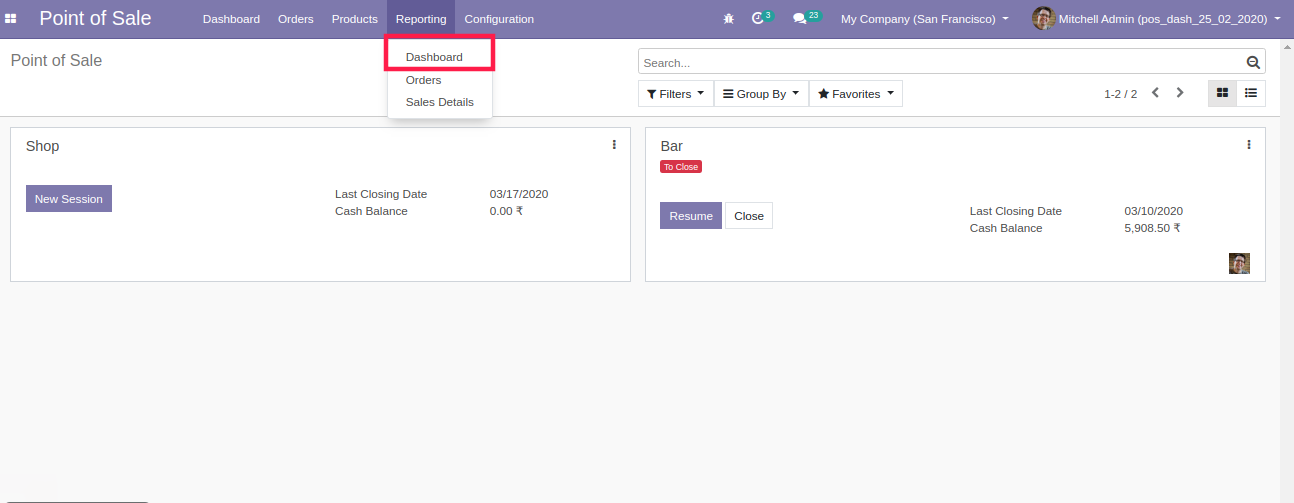 Point of Sale Dashboard Orders Products Reporting Configuration 3 23 My Company (San Francisco) Mitchell Admin (pos_dash_25_02_2020)
Point of Sale
Dashboard
Orders
Sales Details
Search...
Filters Group By Favorites 1-2 / 2
Shop
New Session
Last Closing Date 03/17/2020
Cash Balance 0.00 ₹
Bar
To Close
Resume Close
Last Closing Date 03/10/2020
Cash Balance 5,908.50 ₹